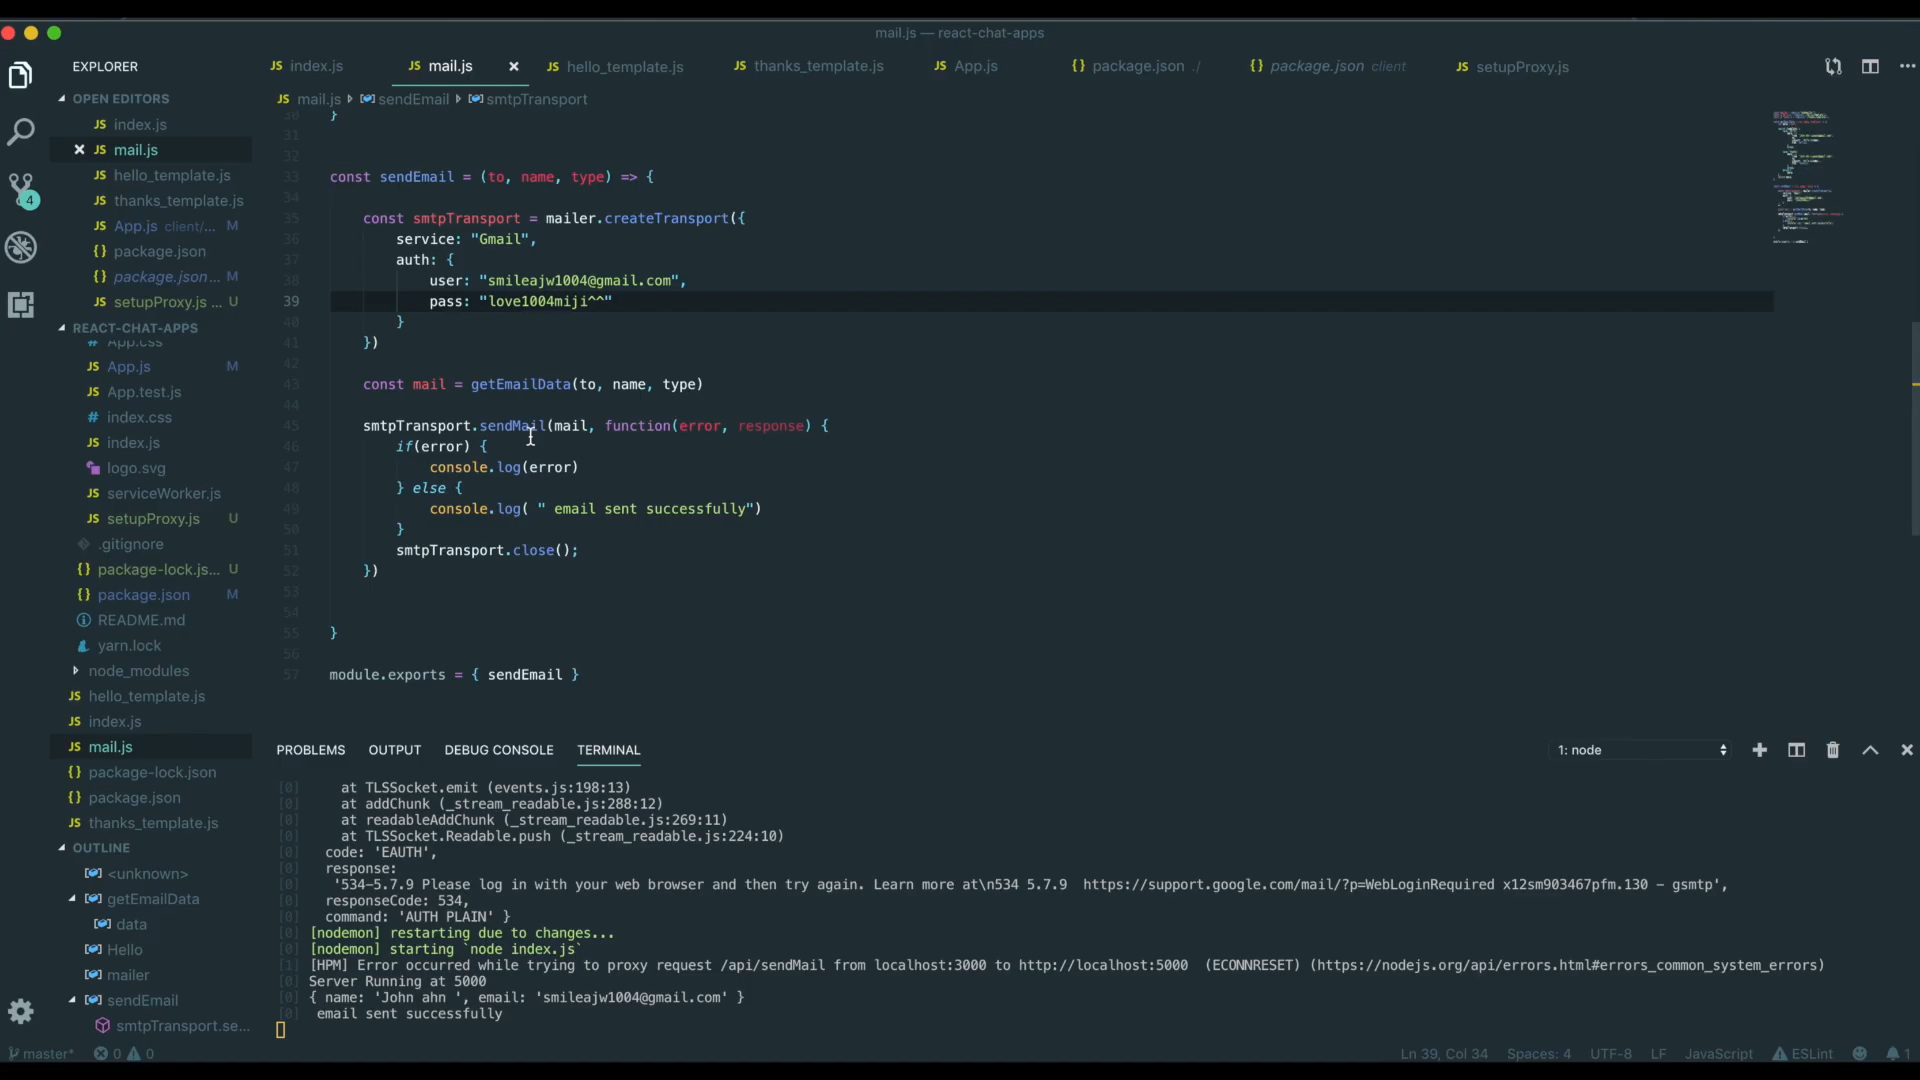 mail.js — react-chat-apps
EXPLORER
JS index.js
JS mail.js
JS hello_template.js
JS thanks_template.js
JS App.js
{} package.json ./
{} package.json client
JS setupProxy.js
OPEN EDITORS
JS index.js
JS mail.js
JS hello_template.js
JS thanks_template.js
JS App.js client/... M
{} package.json
{} package.json... M
JS setupProxy.js ... U
REACT-CHAT-APPS
# App.css
JS App.js M
JS App.test.js
# index.css
JS index.js
logo.svg
JS serviceWorker.js
JS setupProxy.js U
.gitignore
{} package-lock.js... U
{} package.json M
README.md
yarn.lock
node_modules
JS hello_template.js
JS index.js
JS mail.js
{} package-lock.json
{} package.json
JS thanks_template.js
OUTLINE
<unknown>
getEmailData
data
Hello
mailer
sendEmail
smtpTransport.se...
4
JS mail.js sendEmail smtpTransport
30 }
31
32
33 const sendEmail = (to, name, type) => {
34
35 const smtpTransport = mailer.createTransport({
36 service: "Gmail",
37 auth: {
38 user: "smileajw1004@gmail.com",
39 pass: "love1004miji^^"
40 }
41 })
42
43 const mail = getEmailData(to, name, type)
44
45 smtpTransport.sendMail(mail, function(error, response) {
46 if(error) {
47 console.log(error)
48 } else {
49 console.log( " email sent successfully")
50 }
51 smtpTransport.close();
52 })
53
54
55 }
56
57 module.exports = { sendEmail }
PROBLEMS OUTPUT DEBUG CONSOLE TERMINAL
1: node
[0] at TLSSocket.emit (events.js:198:13)
[0] at addChunk (_stream_readable.js:288:12)
[0] at readableAddChunk (_stream_readable.js:269:11)
[0] at TLSSocket.Readable.push (_stream_readable.js:224:10)
[0] code: 'EAUTH',
[0] response:
[0] '534-5.7.9 Please log in with your web browser and then try again. Learn more at\n534 5.7.9  https://support.google.com/mail/?p=WebLoginRequired x12sm903467pfm.130 - gsmtp',
[0] responseCode: 534,
[0] command: 'AUTH PLAIN' }
[0] [nodemon] restarting due to changes...
[0] [nodemon] starting `node index.js`
[1] [HPM] Error occurred while trying to proxy request /api/sendMail from localhost:3000 to http://localhost:5000 (ECONNRESET) (https://nodejs.org/api/errors.html#errors_common_system_errors)
[0] Server Running at 5000
[0] { name: 'John ahn ', email: 'smileajw1004@gmail.com' }
[0] email sent successfully
master* 0 0
Ln 39, Col 34 Spaces: 4 UTF-8 LF JavaScript ESLint 1